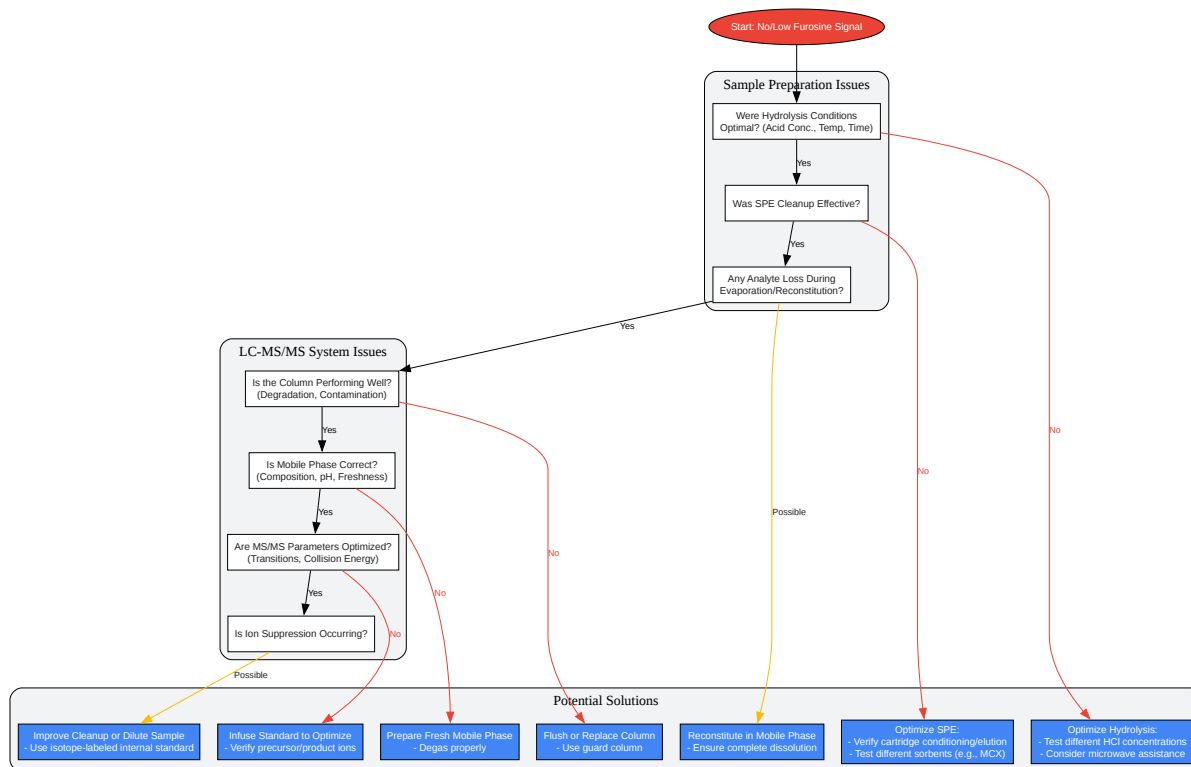 Start: No/Low Furosine Signal
Sample Preparation Issues
Were Hydrolysis Conditions
Optimal? (Acid Conc., Temp, Time)
Yes
Was SPE Cleanup Effective?
Yes
Any Analyte Loss During
Evaporation/Reconstitution?
Yes
LC-MS/MS System Issues
Is the Column Performing Well?
(Degradation, Contamination)
Yes
No
Is Mobile Phase Correct?
(Composition, pH, Freshness)
No
Yes
Possible
Are MS/MS Parameters Optimized?
(Transitions, Collision Energy)
No
Yes
No
Is Ion Suppression Occurring?
No
Possible
Potential Solutions
Improve Cleanup or Dilute Sample
- Use isotope-labeled internal standard
Infuse Standard to Optimize
- Verify precursor/product ions
Prepare Fresh Mobile Phase
- Degas properly
Flush or Replace Column
- Use guard column
Reconstitute in Mobile Phase
- Ensure complete dissolution
Optimize SPE:
- Verify cartridge conditioning/elution
- Test different sorbents (e.g., MCX)
Optimize Hydrolysis:
- Test different HCl concentrations
- Consider microwave assistance